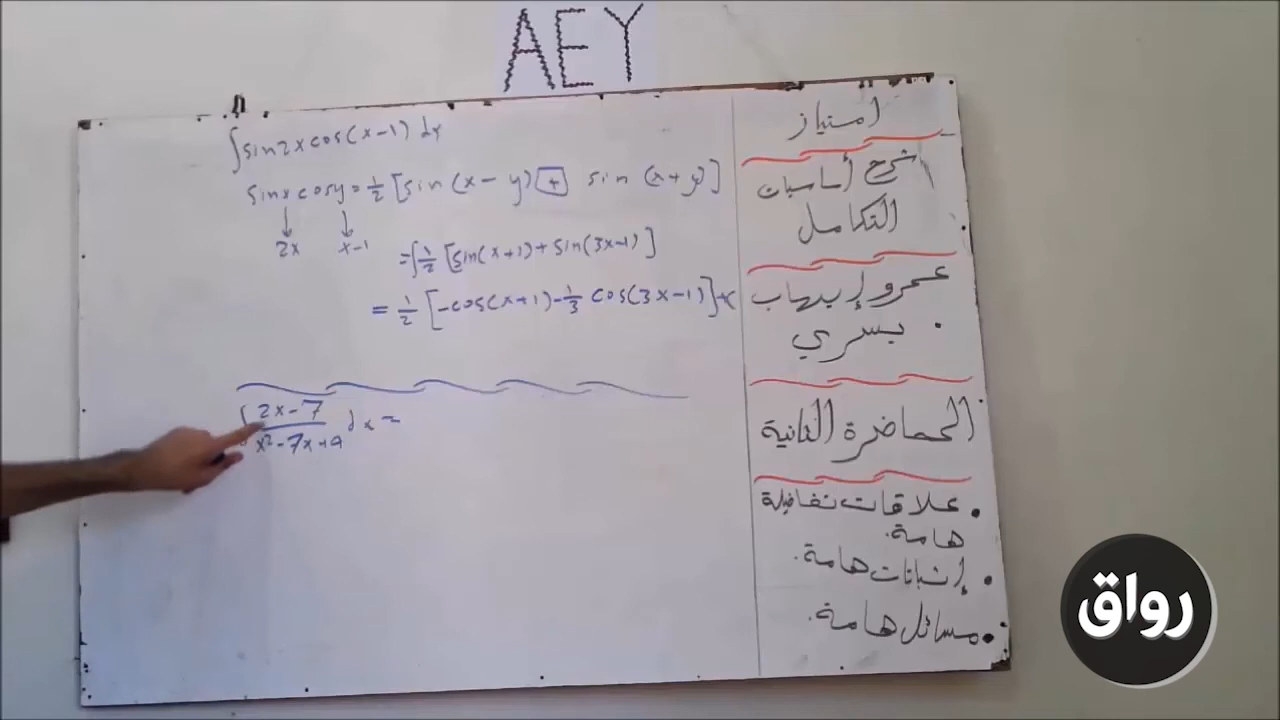 AEY
∫sin2x cos(x-1) dx
sinx cosy = 1/2 [sin(x-y) + sin(x+y)]
↓ ↓
2x x-1
= ∫1/2 [sin(x+1) + sin(3x-1)]
= 1/2 [-cos(x+1) - 1/3 cos(3x-1)] + c
∫ 2x-7 / x²-7x+9 dx =
امتياز
شرح أساسيات
التكامل
عمرو إيهاب
يسري
المحاضرة الثانية
• علاقات تفاضلية
هامة.
• إثباتات هامة.
• مسائل هامة.
رواق